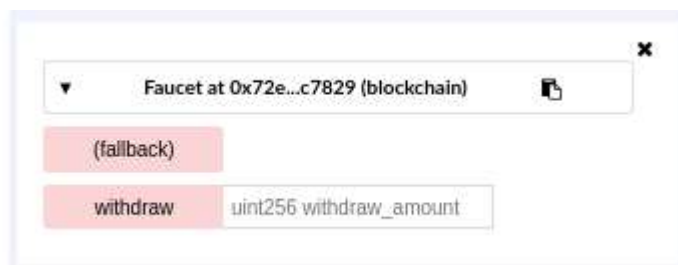 Faucet at 0x72e...c7829 (blockchain)
(fallback)
withdraw uint256 withdraw_amount